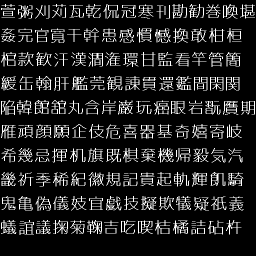 萱粥刈苅瓦乾侃冠寒刊勘勧巻喚堪
姦完官寛干幹患感慣憾換敢柑桓
棺款歓汗漢澗潅環甘監看竿管簡
緩缶翰肝艦莞観諌貫還鑑間閑関
陥韓館舘丸含岸巌玩癌眼岩翫贋
雁頑顔願企伎危喜器基奇嬉寄岐
希幾忌揮机旗既期棋棄機帰毅気汽
畿祈季稀紀徽規記貴起軌輝飢騎
鬼亀偽儀妓宜戯技擬欺犠疑祇義
蟻誼議掬菊鞠吉吃喫桔橘詰砧杵